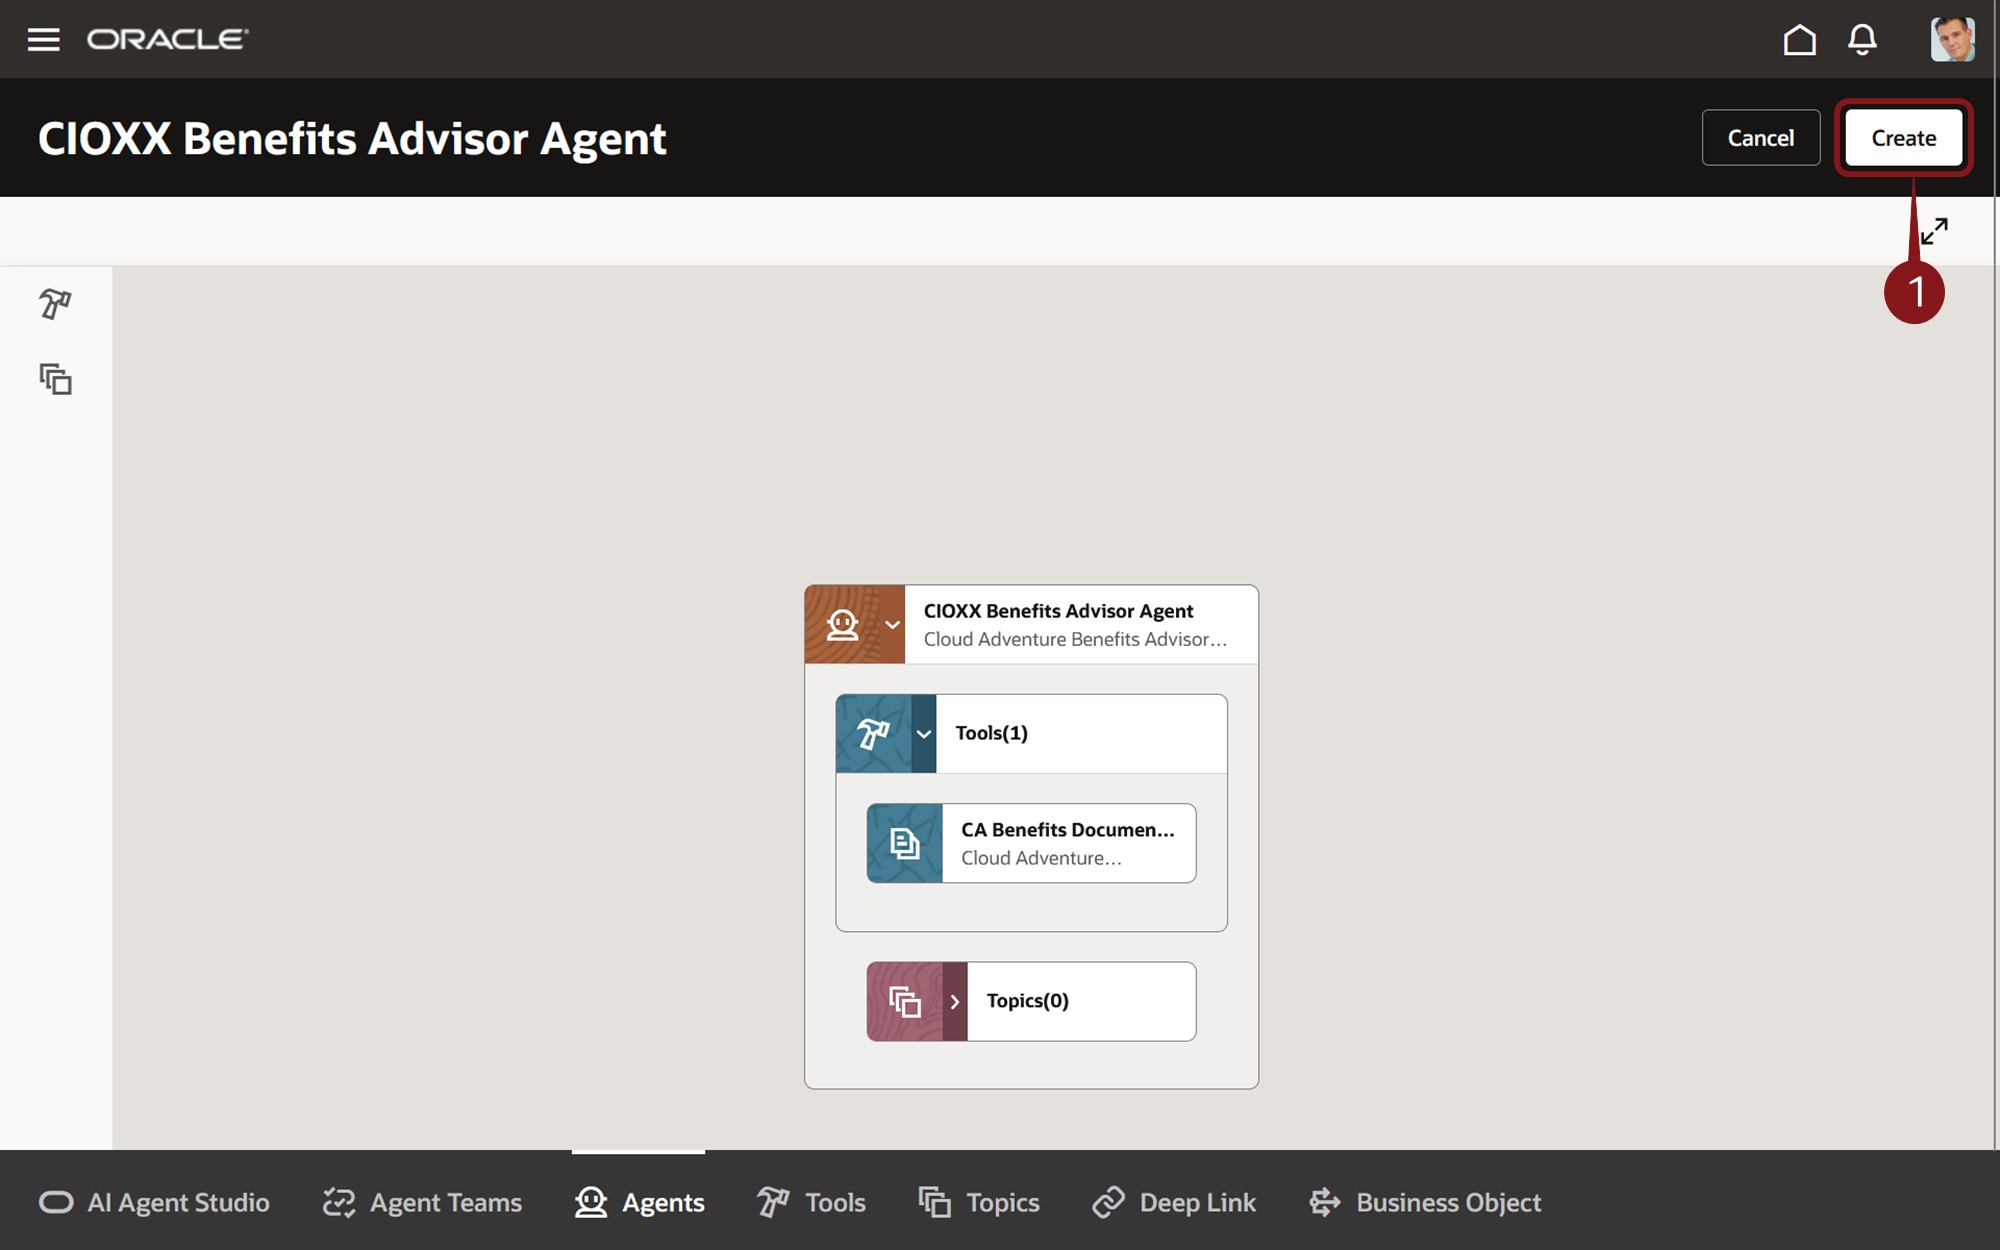 ORACLE
CIOXX Benefits Advisor Agent
Cancel
Create
1
CIOXX Benefits Advisor Agent
Cloud Adventure Benefits Advisor...
Tools(1)
CA Benefits Documen...
Cloud Adventure...
Topics(0)
AI Agent Studio
Agent Teams
Agents
Tools
Topics
Deep Link
Business Object